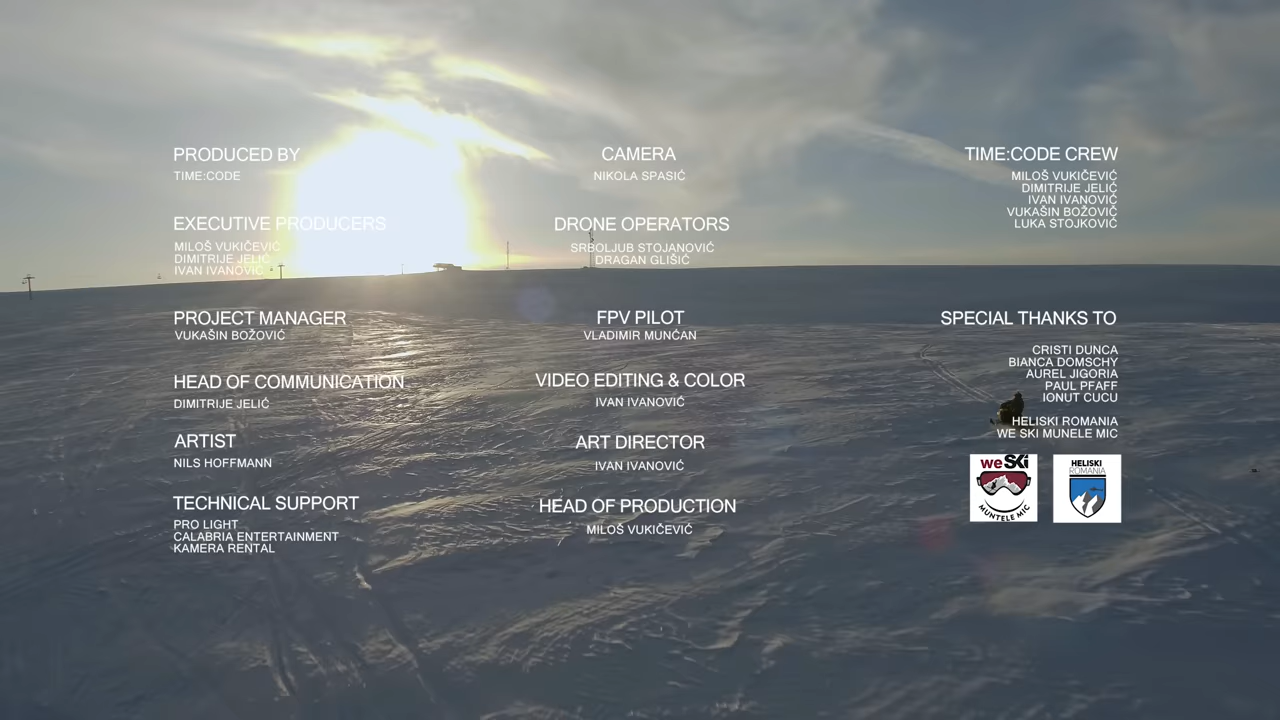 PRODUCED BY
TIME:CODE
EXECUTIVE PRODUCERS
MILOŠ VUKIČEVIĆ
DIMITRIJE JELIĆ
IVAN IVANOVIĆ
PROJECT MANAGER
VUKAŠIN BOŽOVIĆ
HEAD OF COMMUNICATION
DIMITRIJE JELIĆ
ARTIST
NILS HOFFMANN
TECHNICAL SUPPORT
PRO LIGHT
CALABRIA ENTERTAINMENT
KAMERA RENTAL
CAMERA
NIKOLA SPASIĆ
DRONE OPERATORS
SRBOLJUB STOJANOVIĆ
DRAGAN GLIŠIĆ
FPV PILOT
VLADIMIR MUNĆAN
VIDEO EDITING & COLOR
IVAN IVANOVIĆ
ART DIRECTOR
IVAN IVANOVIĆ
HEAD OF PRODUCTION
MILOŠ VUKIČEVIĆ
TIME:CODE CREW
MILOŠ VUKIČEVIĆ
DIMITRIJE JELIĆ
IVAN IVANOVIĆ
VUKAŠIN BOŽOVIĆ
LUKA STOJKOVIĆ
SPECIAL THANKS TO
CRISTI DUNCA
BIANCA DOMSCHY
AUREL JIGORIA
PAUL PFAFF
IONUT CUCU
HELISKI ROMANIA
WE SKI MUNELE MIC
weSKi
MUNTELE MIC
HELISKI
ROMANIA